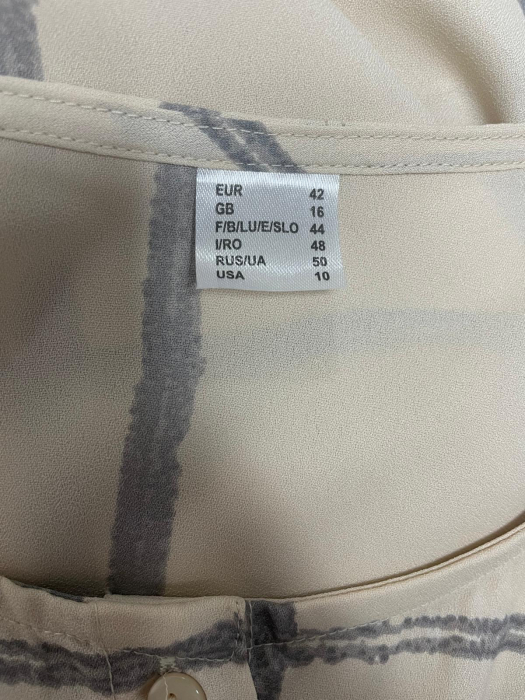 EUR 42
GB 16
F/B/LU/E/SLO 44
I/RO 48
RUS/UA 50
USA 10